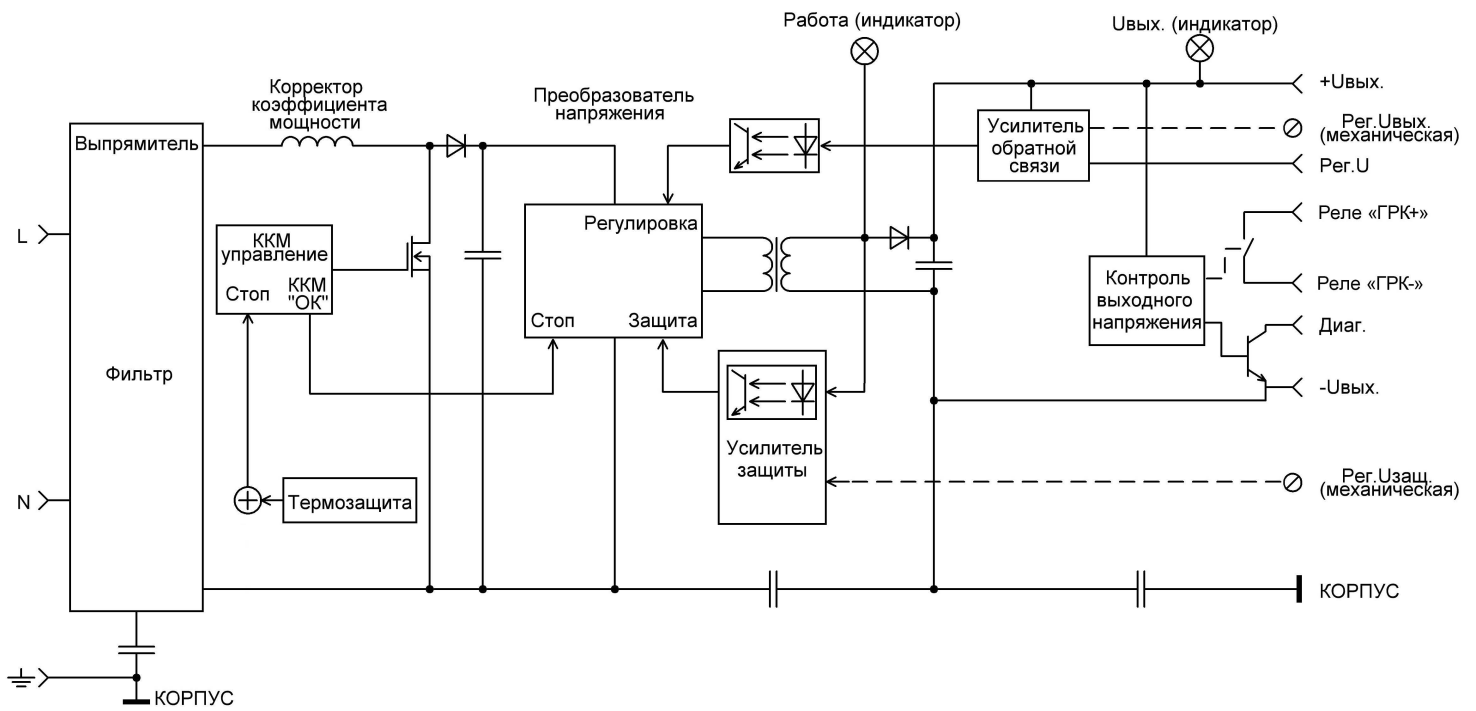 Работа (индикатор)
Uвых. (индикатор)
Корректор
коэффициента
мощности
Преобразователь
напряжения
+Uвых.
Рег.Uвых.
(механическая)
Усилитель
обратной
связи
Рег.U
Выпрямитель
Реле «ГРК+»
Регулировка
L
ККМ
управление
Стоп
ККМ
"ОК"
Контроль
выходного
напряжения
Реле «ГРК-»
Стоп
Защита
Диаг.
Фильтр
-Uвых.
Усилитель
защиты
Рег.Uзащ.
(механическая)
N
Термозащита
КОРПУС
КОРПУС